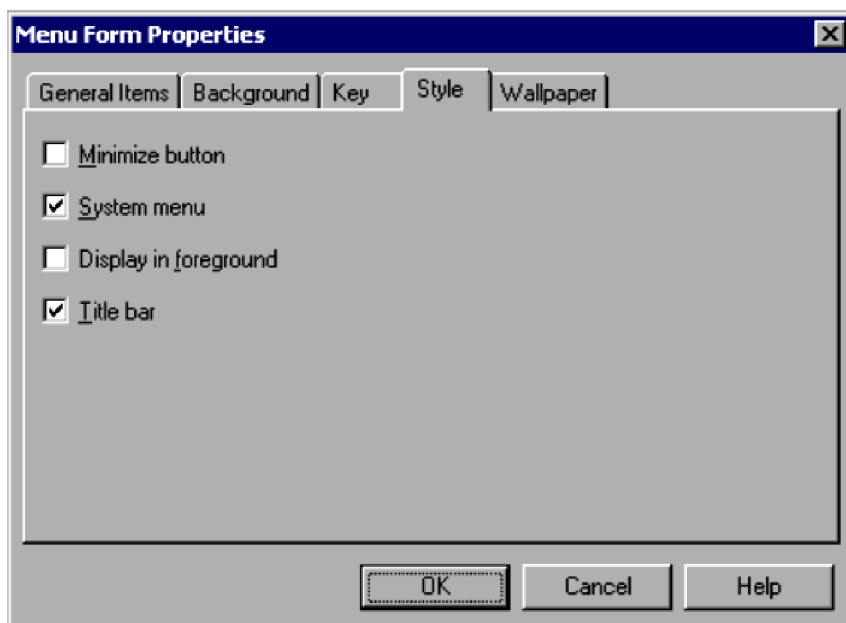 Menu Form Properties
General Items Background Key Style Wallpaper
Minimize button
System menu
Display in foreground
Title bar
OK Cancel Help